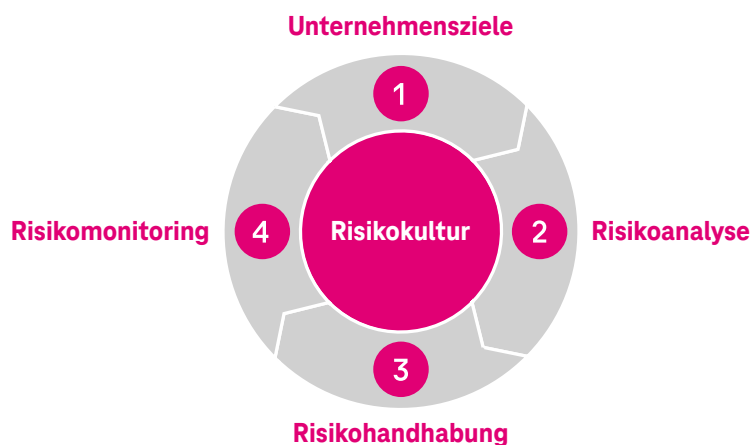 Unternehmensziele
1
Risikomonitoring
4
Risikokultur
2
Risikoanalyse
3
Risikohandhabung